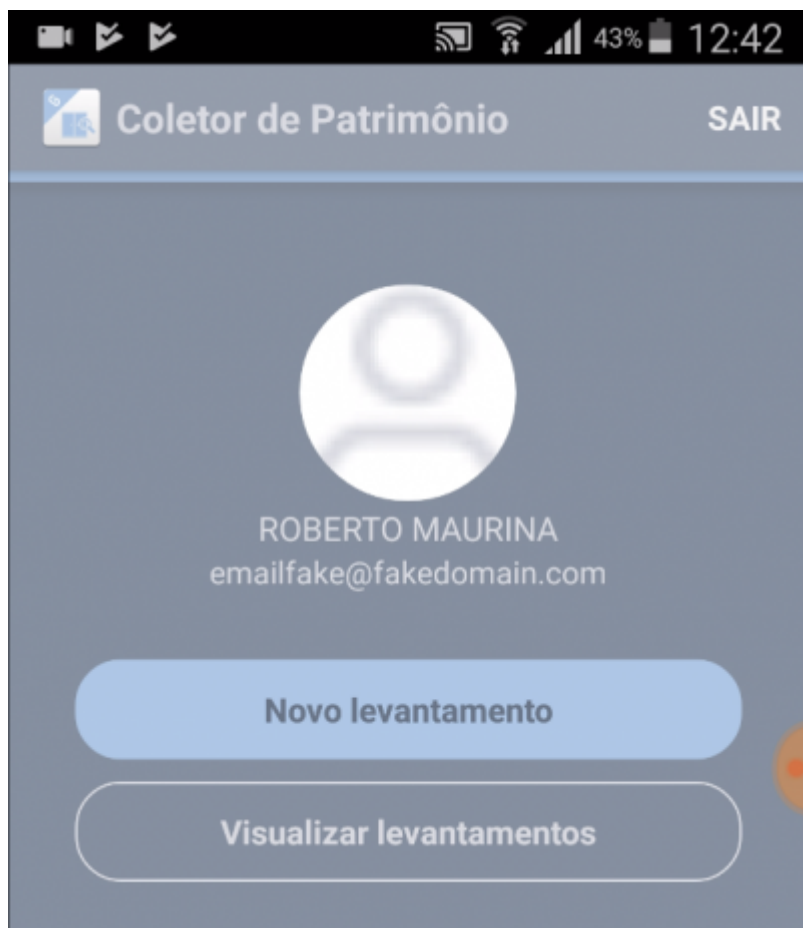 43% 12:42
Coletor de Patrimônio SAIR
ROBERTO MAURINA
emailfake@fakedomain.com
Novo levantamento
Visualizar levantamentos